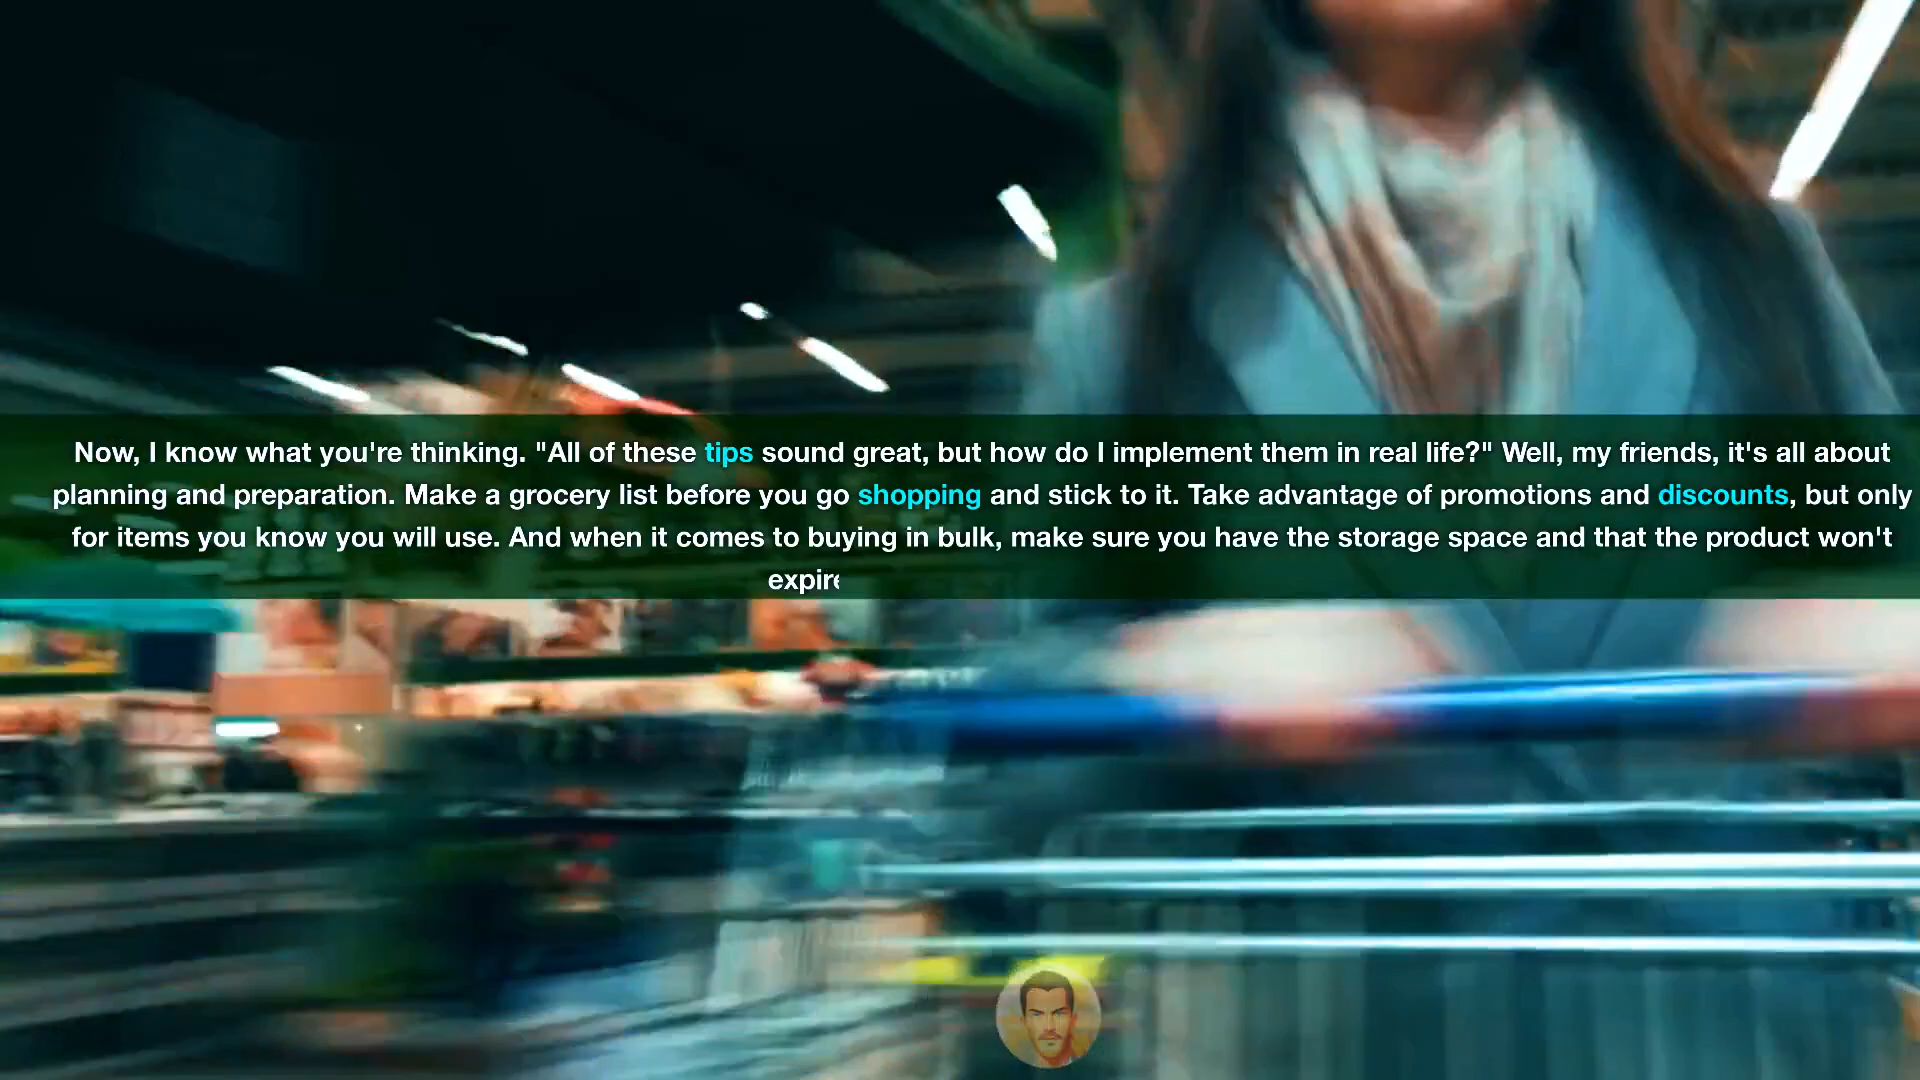 Now, I know what you're thinking. "All of these tips sound great, but how do I implement them in real life?" Well, my friends, it's all about
planning and preparation. Make a grocery list before you go shopping and stick to it. Take advantage of promotions and discounts, but only
for items you know you will use. And when it comes to buying in bulk, make sure you have the storage space and that the product won't
expire